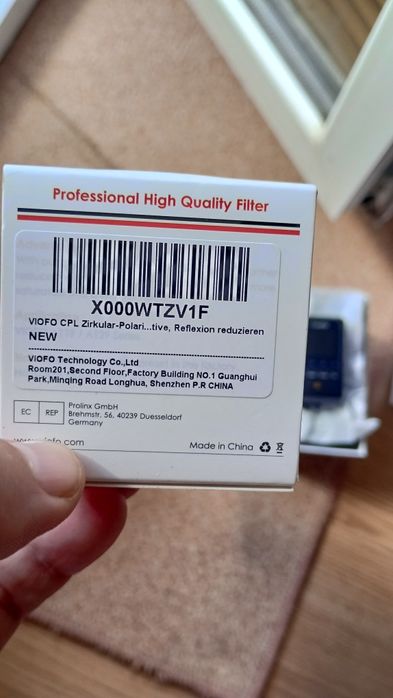 Professional High Quality Filter
X000WTZV1F
VIOFO CPL Zirkular-Polari...tive, Reflexion reduzieren
NEW
VIOFO Technology Co.,Ltd
Room201,Second Floor,Factory Building NO.1 Guanghui
Park,Minqing Road Longhua, Shenzhen P.R CHINA
EC REP
Prolinx GmbH
Brehmstr. 56, 40239 Duesseldorf
Germany
Made in China